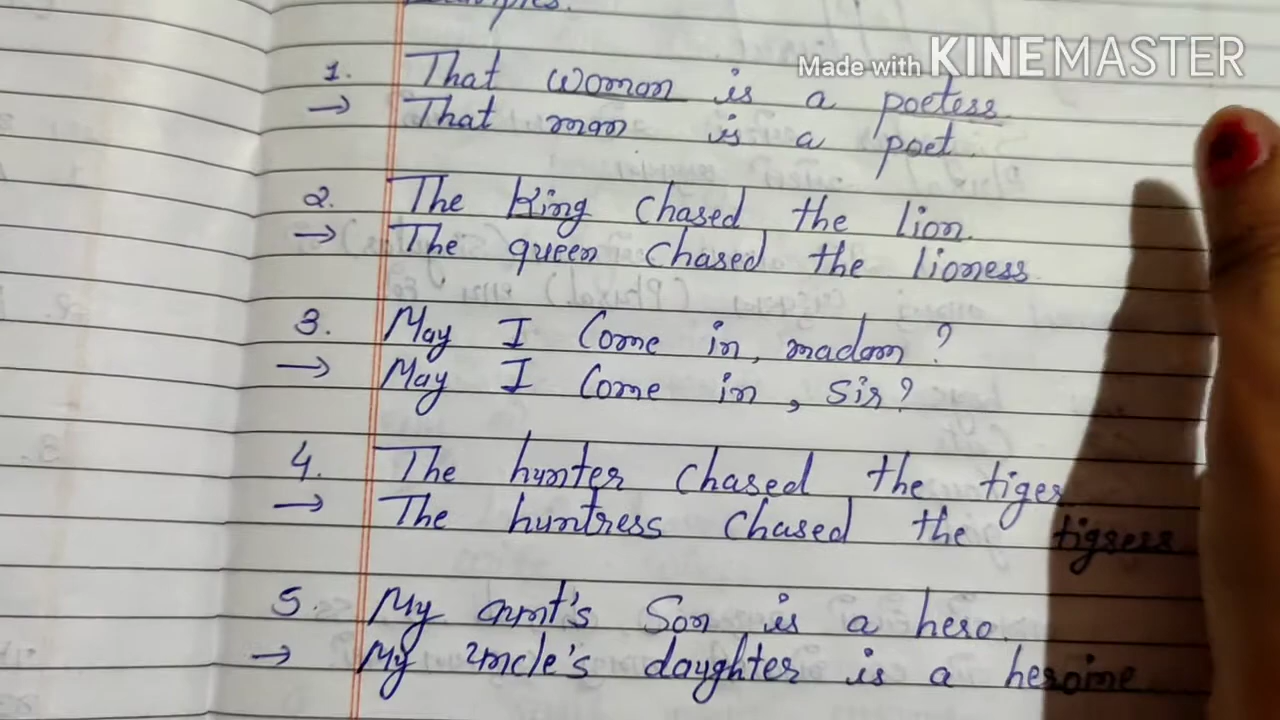 Made with KINEMASTER
1. That woman is a poetess.
→ That man is a poet.
2. The King chased the lion.
→ The queen chased the lioness.
3. May I Come in, madam?
→ May I Come in, Sir?
4. The hunter chased the tiger
→ The huntress chased the tigress
5. My aunt's Son is a hero.
→ My uncle's daughter is a heroine